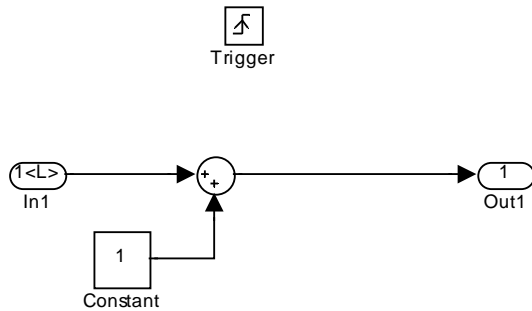 Trigger
1<L>
In1
+
+
1
Out1
1
Constant